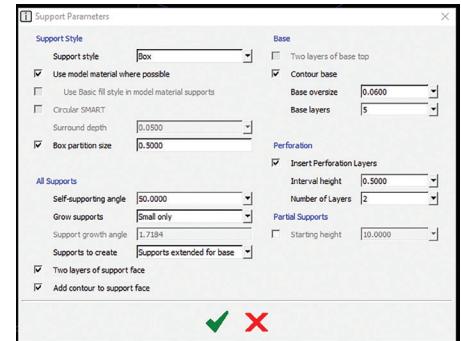 Support Parameters
Support Style
Support style Box
Use model material where possible
Use Basic fill style in model material supports
Circular SMART
Surround depth 0.0500
Box partition size 0.5000
All Supports
Self-supporting angle 50.0000
Grow supports Small only
Support growth angle 1.7184
Supports to create Supports extended for base
Two layers of support face
Add contour to support face
Base
Two layers of base top
Contour base
Base oversize 0.0600
Base layers 5
Perforation
Insert Perforation Layers
Interval height 0.5000
Number of Layers 2
Partial Supports
Starting height 10.0000